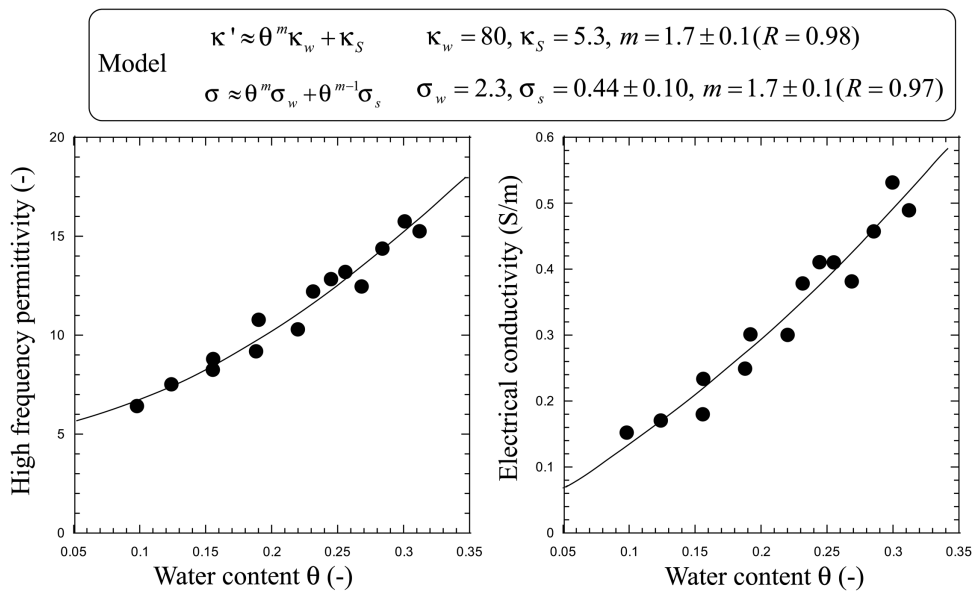 κ' ≈ θ^m κ_w + κ_S   κ_w = 80, κ_S = 5.3, m = 1.7 ± 0.1 (R = 0.98)
Model
σ ≈ θ^m σ_w + θ^{m−1} σ_s   σ_w = 2.3, σ_s = 0.44 ± 0.10, m = 1.7 ± 0.1 (R = 0.97)
High frequency permittivity (-)
20
15
10
5
0
0.05 0.1 0.15 0.2 0.25 0.3 0.35
Water content θ (-)
Electrical conductivity (S/m)
0.6
0.5
0.4
0.3
0.2
0.1
0
0.05 0.1 0.15 0.2 0.25 0.3 0.35
Water content θ (-)